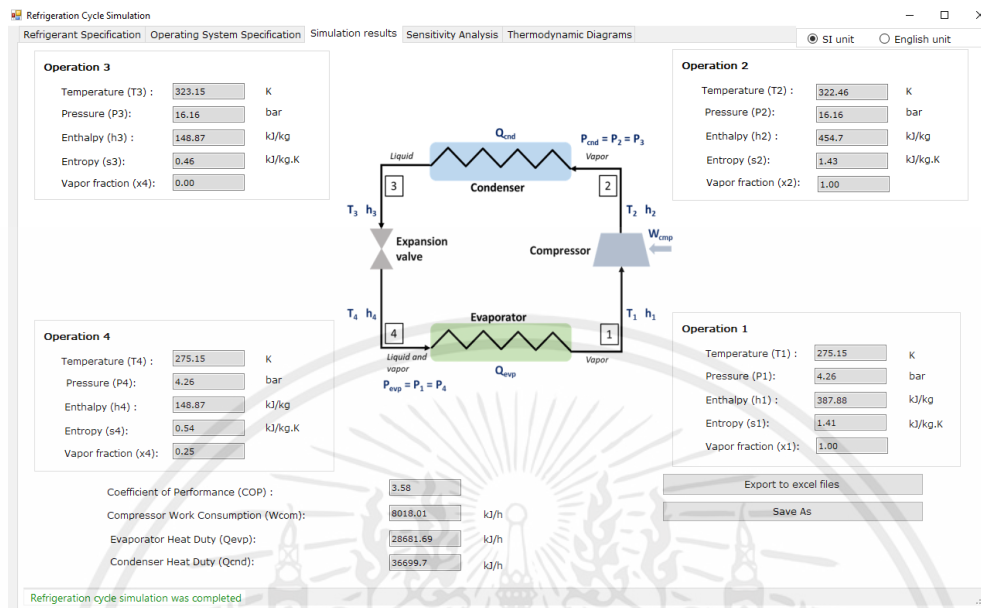 Refrigeration Cycle Simulation
Refrigerant Specification Operating System Specification Simulation results Sensitivity Analysis Thermodynamic Diagrams
SI unit English unit
Operation 3
Temperature (T3) : 323.15 K
Pressure (P3): 16.16 bar
Enthalpy (h3) : 148.87 kJ/kg
Entropy (s3): 0.46 kJ/kg.K
Vapor fraction (x4): 0.00
Operation 2
Temperature (T2) : 322.46 K
Pressure (P2): 16.16 bar
Enthalpy (h2) : 454.7 kJ/kg
Entropy (s2): 1.43 kJ/kg.K
Vapor fraction (x2): 1.00
Qcnd
Pcnd = P2 = P3
Liquid
Vapor
3
Condenser
2
T3 h3
T2 h2
Expansion
valve
Compressor
Wcmp
T4 h4
T1 h1
4
Evaporator
1
Liquid and
vapor
Vapor
Qevp
Pevp = P1 = P4
Operation 4
Temperature (T4) : 275.15 K
Pressure (P4): 4.26 bar
Enthalpy (h4) : 148.87 kJ/kg
Entropy (s4): 0.54 kJ/kg.K
Vapor fraction (x4): 0.25
Operation 1
Temperature (T1) : 275.15 K
Pressure (P1): 4.26 bar
Enthalpy (h1) : 387.88 kJ/kg
Entropy (s1): 1.41 kJ/kg.K
Vapor fraction (x1): 1.00
Coefficient of Performance (COP) : 3.58
Compressor Work Consumption (Wcom): 8018.01 kJ/h
Evaporator Heat Duty (Qevp): 28681.69 kJ/h
Condenser Heat Duty (Qcnd): 36699.7 kJ/h
Export to excel files
Save As
Refrigeration cycle simulation was completed